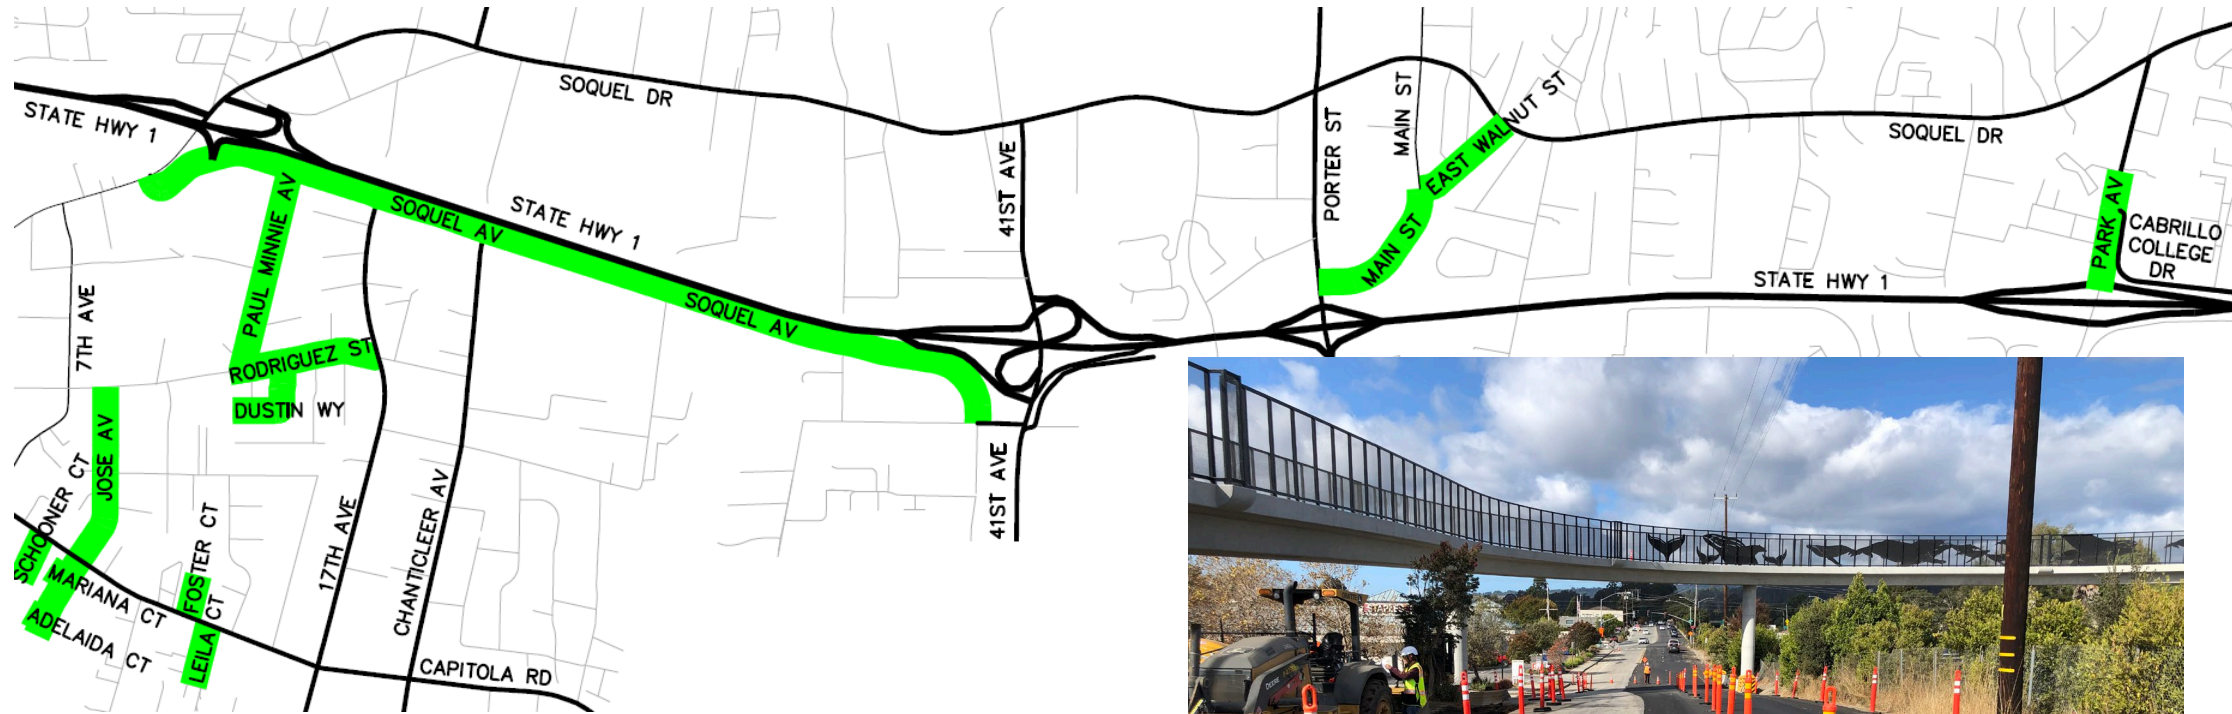 STATE HWY 1
SOQUEL DR
MAIN ST
EAST WALNUT ST
SOQUEL DR
PORTER ST
41ST AVE
PAUL MINNIE AV
SOQUEL AV
STATE HWY 1
MAIN ST
PARK AV
CABRILLO
COLLEGE
DR
STATE HWY 1
7TH AVE
SOQUEL AV
RODRIGUEZ ST
DUSTIN WY
JOSE AV
SCHOONER CT
FOSTER CT
17TH AVE
CHANTICLEER AV
41ST AVE
MARIANA CT
ADELAIDA CT
LEILA CT
CAPITOLA RD
STAPLES
DEERE